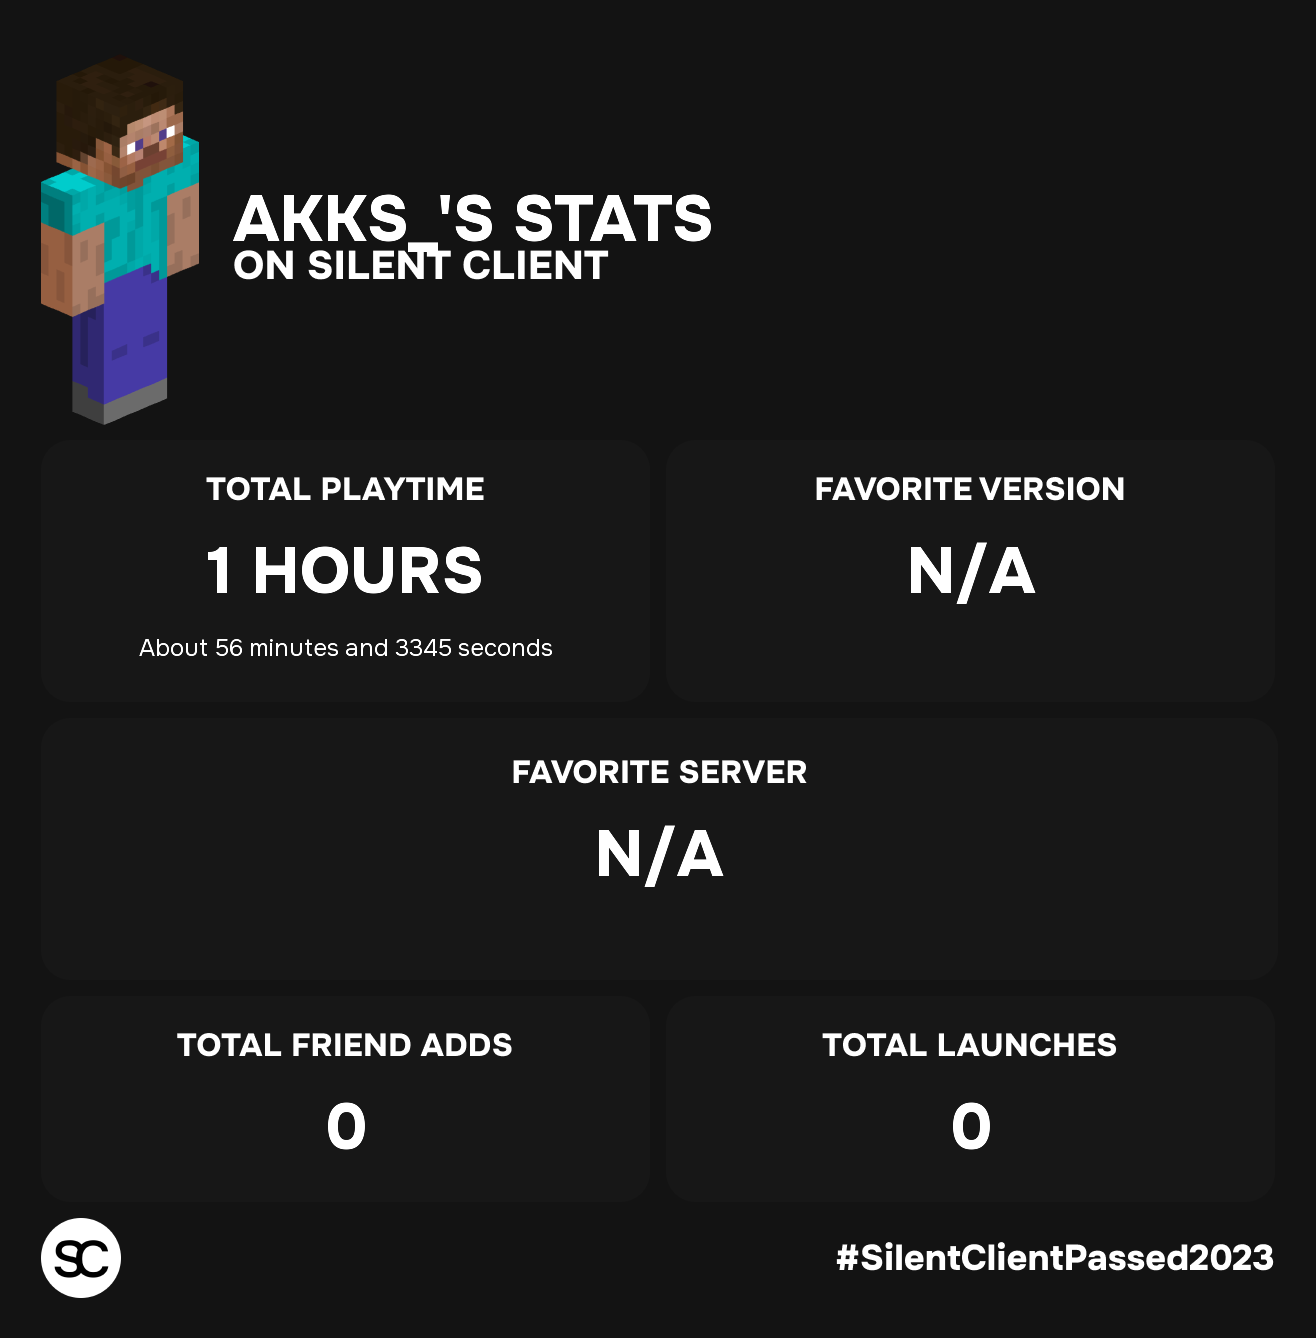 AKKS_'S STATS
ON SILENT CLIENT
TOTAL PLAYTIME
1 HOURS
About 56 minutes and 3345 seconds
FAVORITE VERSION
N/A
FAVORITE SERVER
N/A
TOTAL FRIEND ADDS
0
TOTAL LAUNCHES
0
SC
#SilentClientPassed2023